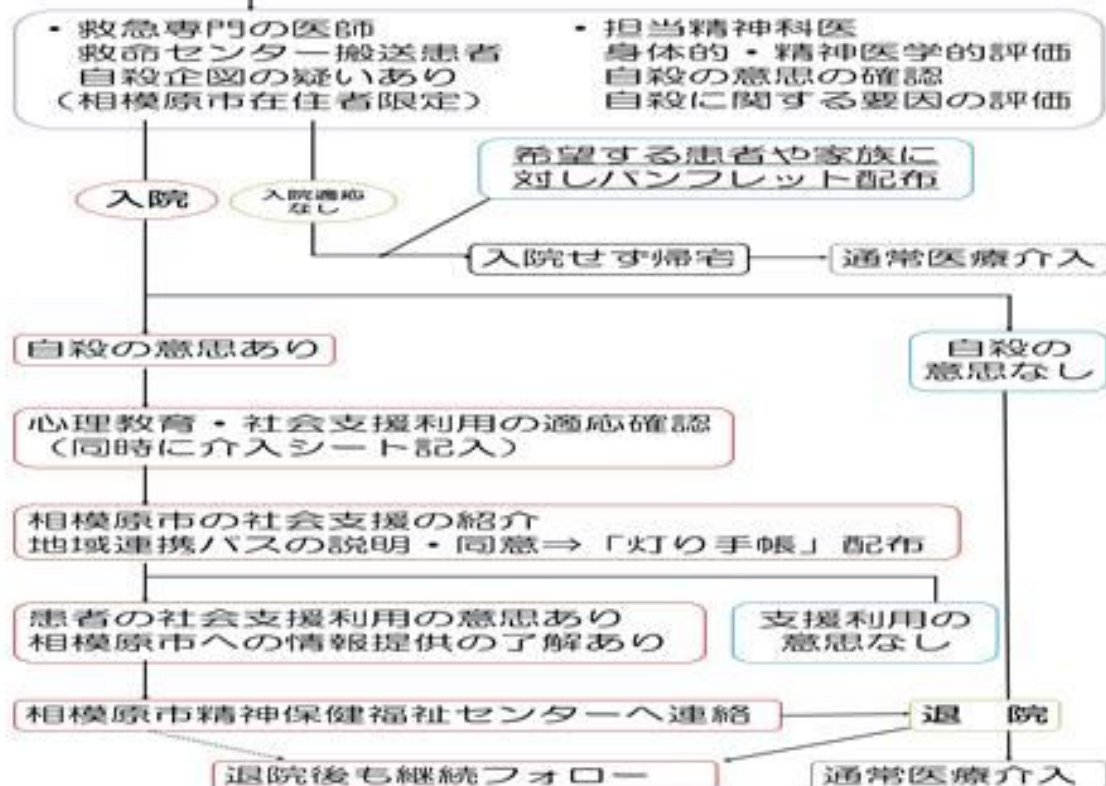 ・救急専門の医師
救命センター搬送患者
自殺企図の疑いあり
(相模原市在住者限定)
・担当精神科医
身体的・精神医学的評価
自殺の意思の確認
自殺に関する要因の評価
希望する患者や家族に
対しパンフレット配布
入院
入院適応
なし
入院せず帰宅
通常医療介入
自殺の意思あり
自殺の
意思なし
心理教育・社会支援利用の適応確認
(同時に介入シート記入)
相模原市の社会支援の紹介
地域連携パスの説明・同意⇒「灯り手帳」配布
患者の社会支援利用の意思あり
相模原市への情報提供の了解あり
支援利用の
意思なし
相模原市精神保健福祉センターへ連絡
退 院
退院後も継続フォロー
通常医療介入